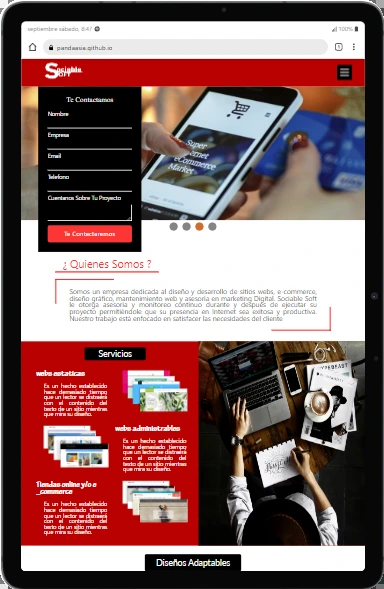 septiembre sábado, 6:47
100%
pandaasia.github.io
Sociable
Soft
Te Contactamos
Nombre
Empresa
Email
Telefono
Cuentanos Sobre Tu Proyecto
Te Contactaremos
Super
Internet
eCommerce
Market
¿ Quienes Somos ?
Somos un empresa dedicada al diseño y desarrollo de sitios webs, e commerce,
diseño gráfico, mantenimiento web y asesoria en marketing Digital. Sociable Soft
le otorga asesoria y monitoreo continuo durante y después de ejecutar su
proyecto permitiéndole que su presencia en internet sea exitosa y productiva.
Nuestro trabajo está enfocado en satisfacer las necesidades del cliente
Servicios
webs estaticas
Es un hecho establecido
hace demasiado tiempo
que un lector se distraerá
con el contenido del
texto de un sitio mientras
que mira su diseño.
webs administrables
Es un hecho establecido
hace demasiado tiempo
que un lector se distraerá
con el contenido del
texto de un sitio mientras
que mira su diseño.
Tiendas online y/o e
_commerce
Es un hecho establecido
hace demasiado tiempo
que un lector se distraerá
con el contenido del
texto de un sitio mientras
que mira su diseño.
Diseños Adaptables